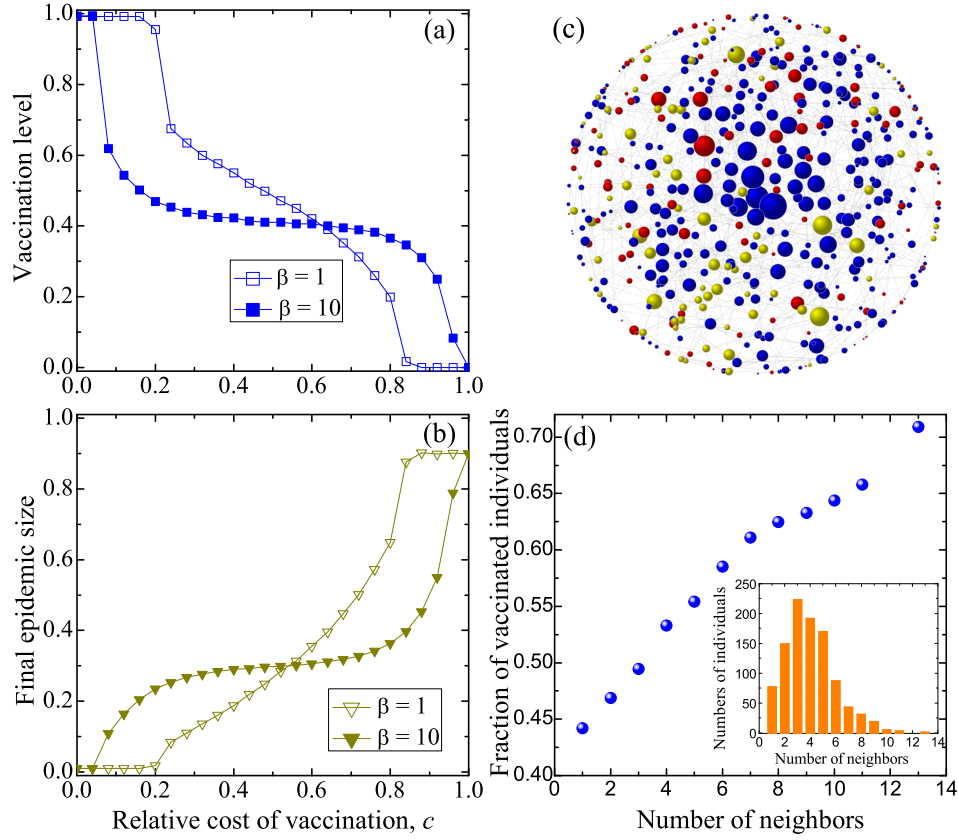 (a)
1.0
0.8
0.6
0.4
0.2
0.0
Vaccination level
β = 1
β = 10
0.0 0.2 0.4 0.6 0.8 1.0
(c)
(b)
1.0
0.8
0.6
0.4
0.2
0.0
Final epidemic size
β = 1
β = 10
0.0 0.2 0.4 0.6 0.8 1.0
Relative cost of vaccination, c
(d)
0.70
0.65
0.60
0.55
0.50
0.45
0.40
Fraction of vaccinated individuals
250
200
150
100
50
0
Numbers of individuals
0 2 4 6 8 10 12 14
Number of neighbors
0 2 4 6 8 10 12 14
Number of neighbors